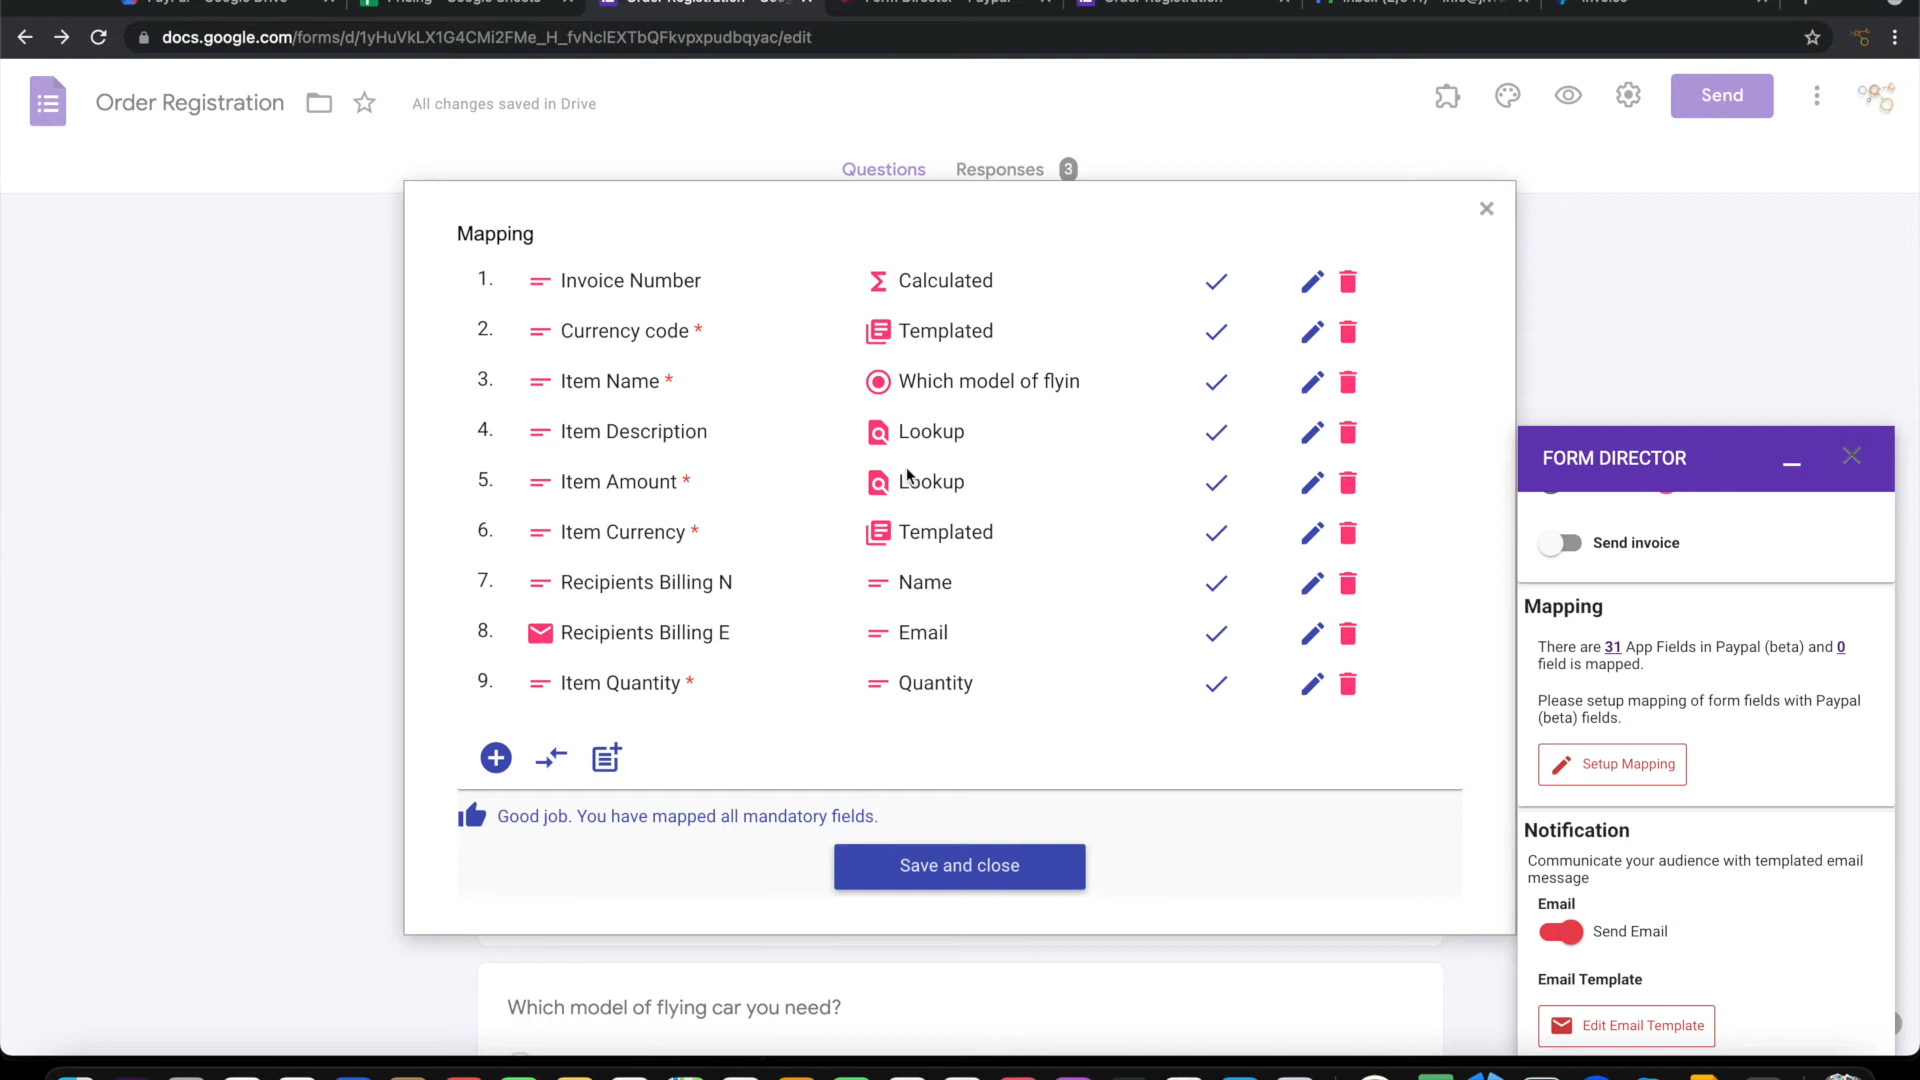 docs.google.com/forms/d/1yHuVkLX1G4CMi2FMe_H_fvNclEXTbQFkvpxpudbqyac/edit
Order Registration
All changes saved in Drive
Send
Questions
Responses 3
Mapping
1. Invoice Number Calculated
2. Currency code * Templated
3. Item Name * Which model of flyin
4. Item Description Lookup
5. Item Amount * Lookup
6. Item Currency * Templated
7. Recipients Billing N Name
8. Recipients Billing E Email
9. Item Quantity * Quantity
Good job. You have mapped all mandatory fields.
Save and close
Which model of flying car you need?
FORM DIRECTOR
Send invoice
Mapping
There are 31 App Fields in Paypal (beta) and 0
field is mapped.
Please setup mapping of form fields with Paypal
(beta) fields.
Setup Mapping
Notification
Communicate your audience with templated email
message
Email
Send Email
Email Template
Edit Email Template